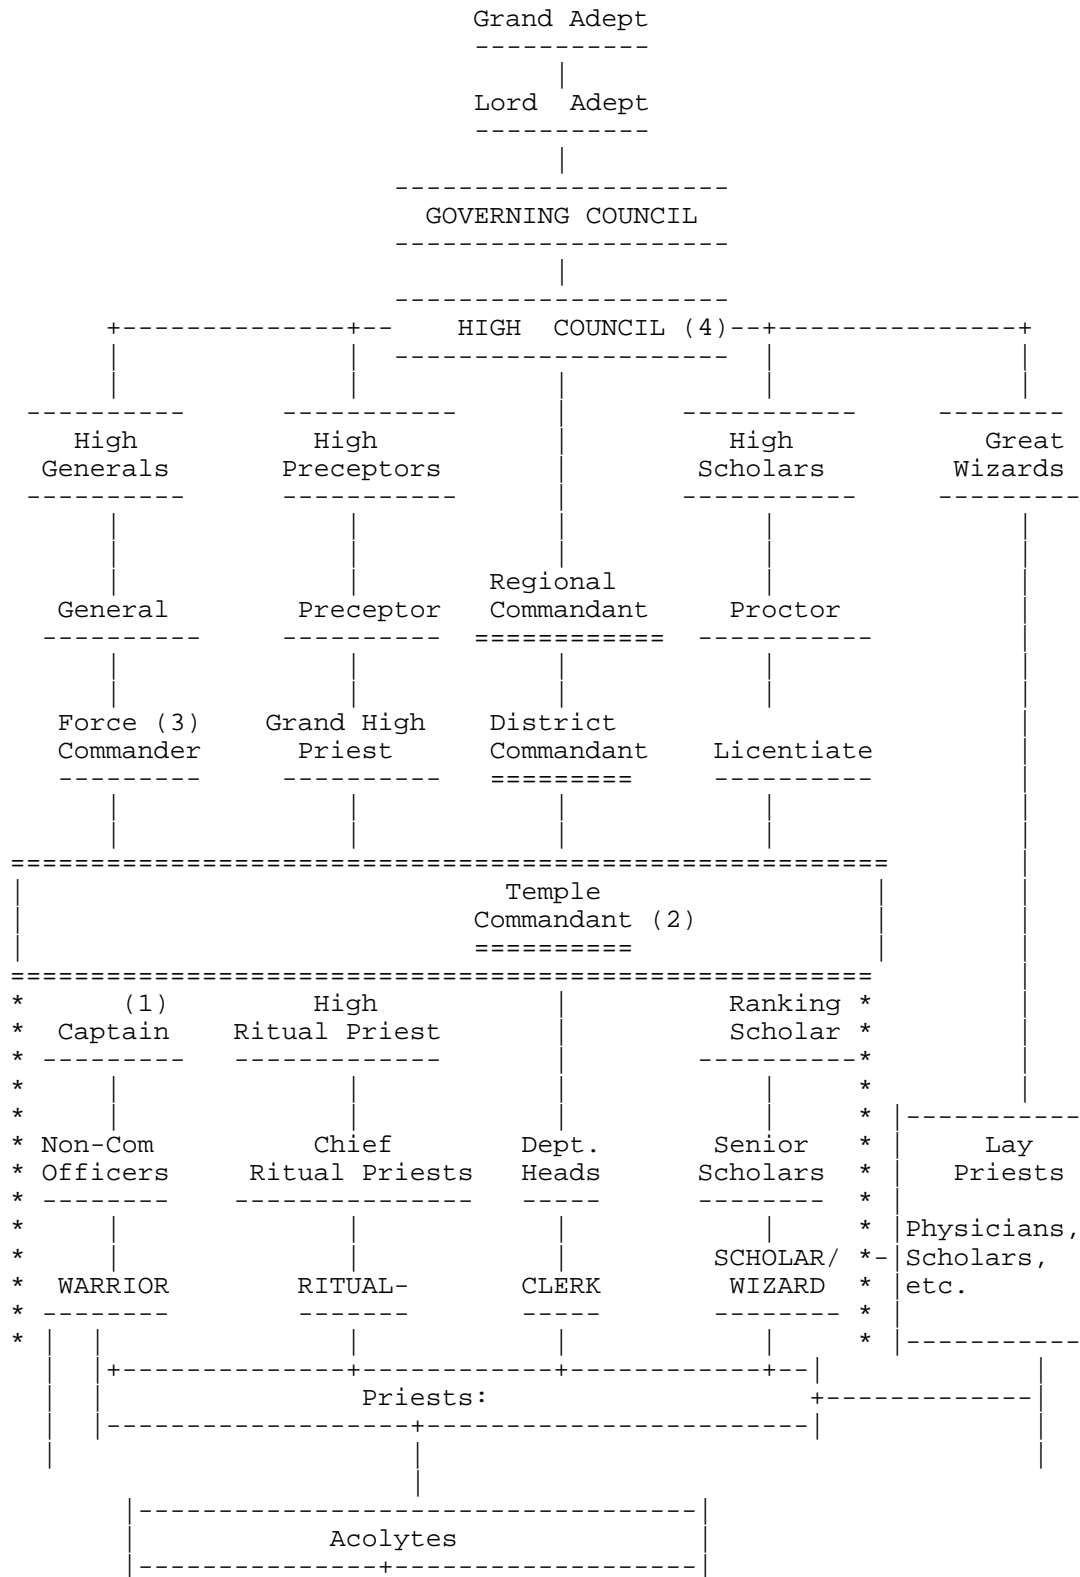 Grand Adept
Lord Adept
GOVERNING COUNCIL
HIGH COUNCIL (4)
High High High Great
Generals Preceptors Scholars Wizards
Regional
General Preceptor Commandant Proctor
Force (3) Grand High District
Commander Priest Commandant Licentiate
Temple
Commandant (2)
(1) High Ranking
Captain Ritual Priest Scholar
Non-Com Chief Dept. Senior Lay
Officers Ritual Priests Heads Scholars Priests
Physicians,
SCHOLAR/ Scholars,
WARRIOR RITUAL- CLERK WIZARD etc.
Priests:
Acolytes